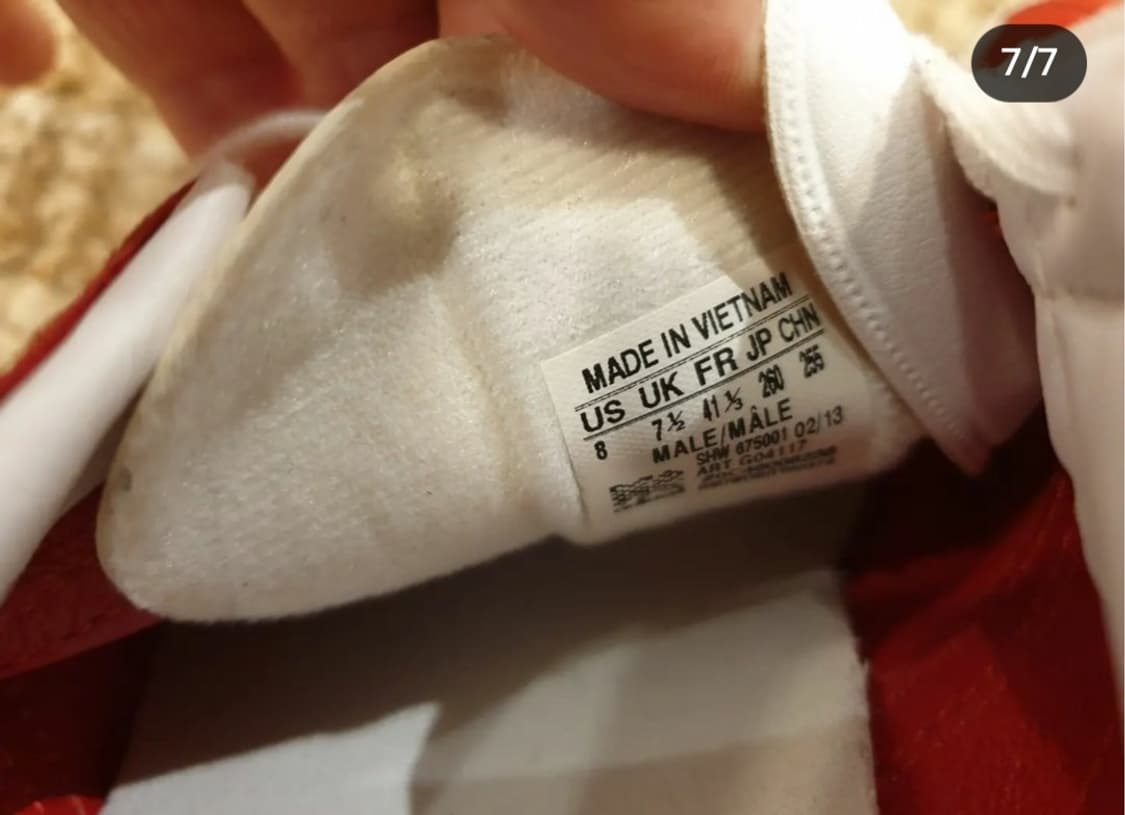 7/7
MADE IN VIETNAM
US UK FR JP CHN
8 7½ 41⅓ 260 255
MALE/MÂLE
SHW 675001 02/13
ART G04117